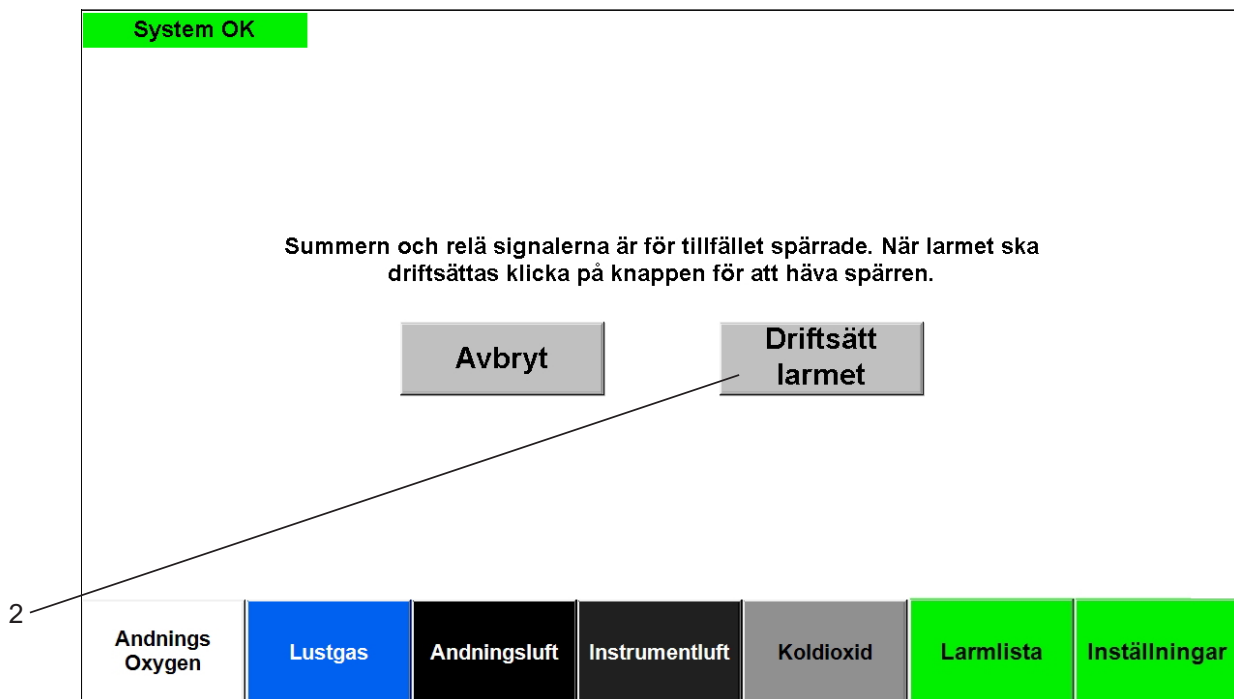 System OK
Summern och relä signalerna är för tillfället spärrade. När larmet ska
driftsättas klicka på knappen för att häva spärren.
Avbryt
Driftsätt
larmet
2
Andnings
Oxygen
Lustgas
Andningsluft
Instrumentluft
Koldioxid
Larmlista
Inställningar